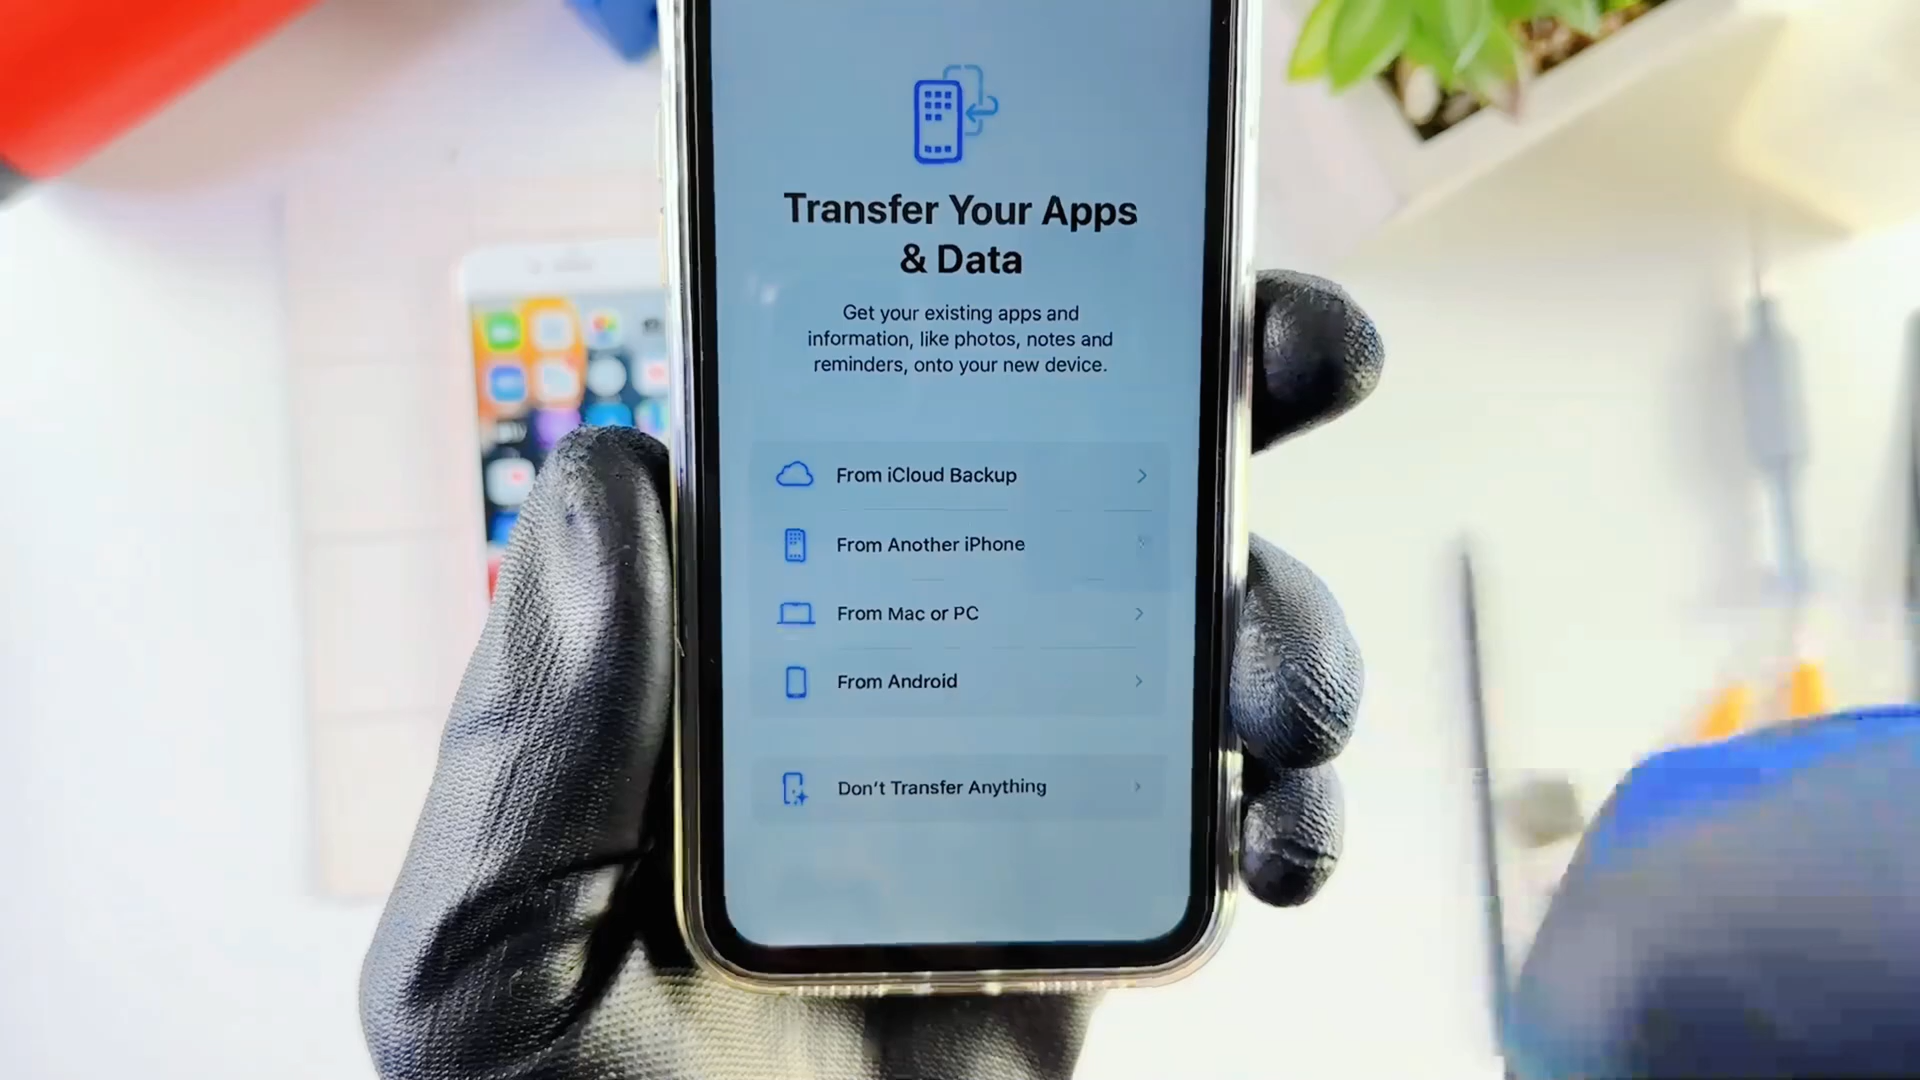 Transfer Your Apps
& Data
Get your existing apps and
information, like photos, notes and
reminders, onto your new device.
From iCloud Backup
From Another iPhone
From Mac or PC
From Android
Don't Transfer Anything